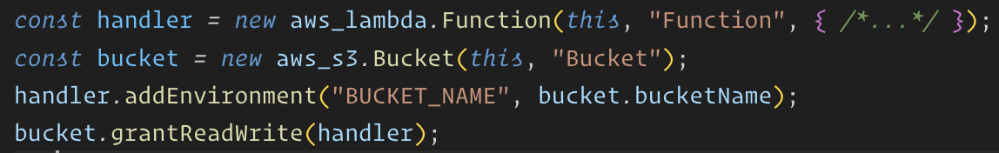 const handler = new aws_lambda.Function(this, "Function", { /*...*/ });
const bucket = new aws_s3.Bucket(this, "Bucket");
handler.addEnvironment("BUCKET_NAME", bucket.bucketName);
bucket.grantReadWrite(handler);